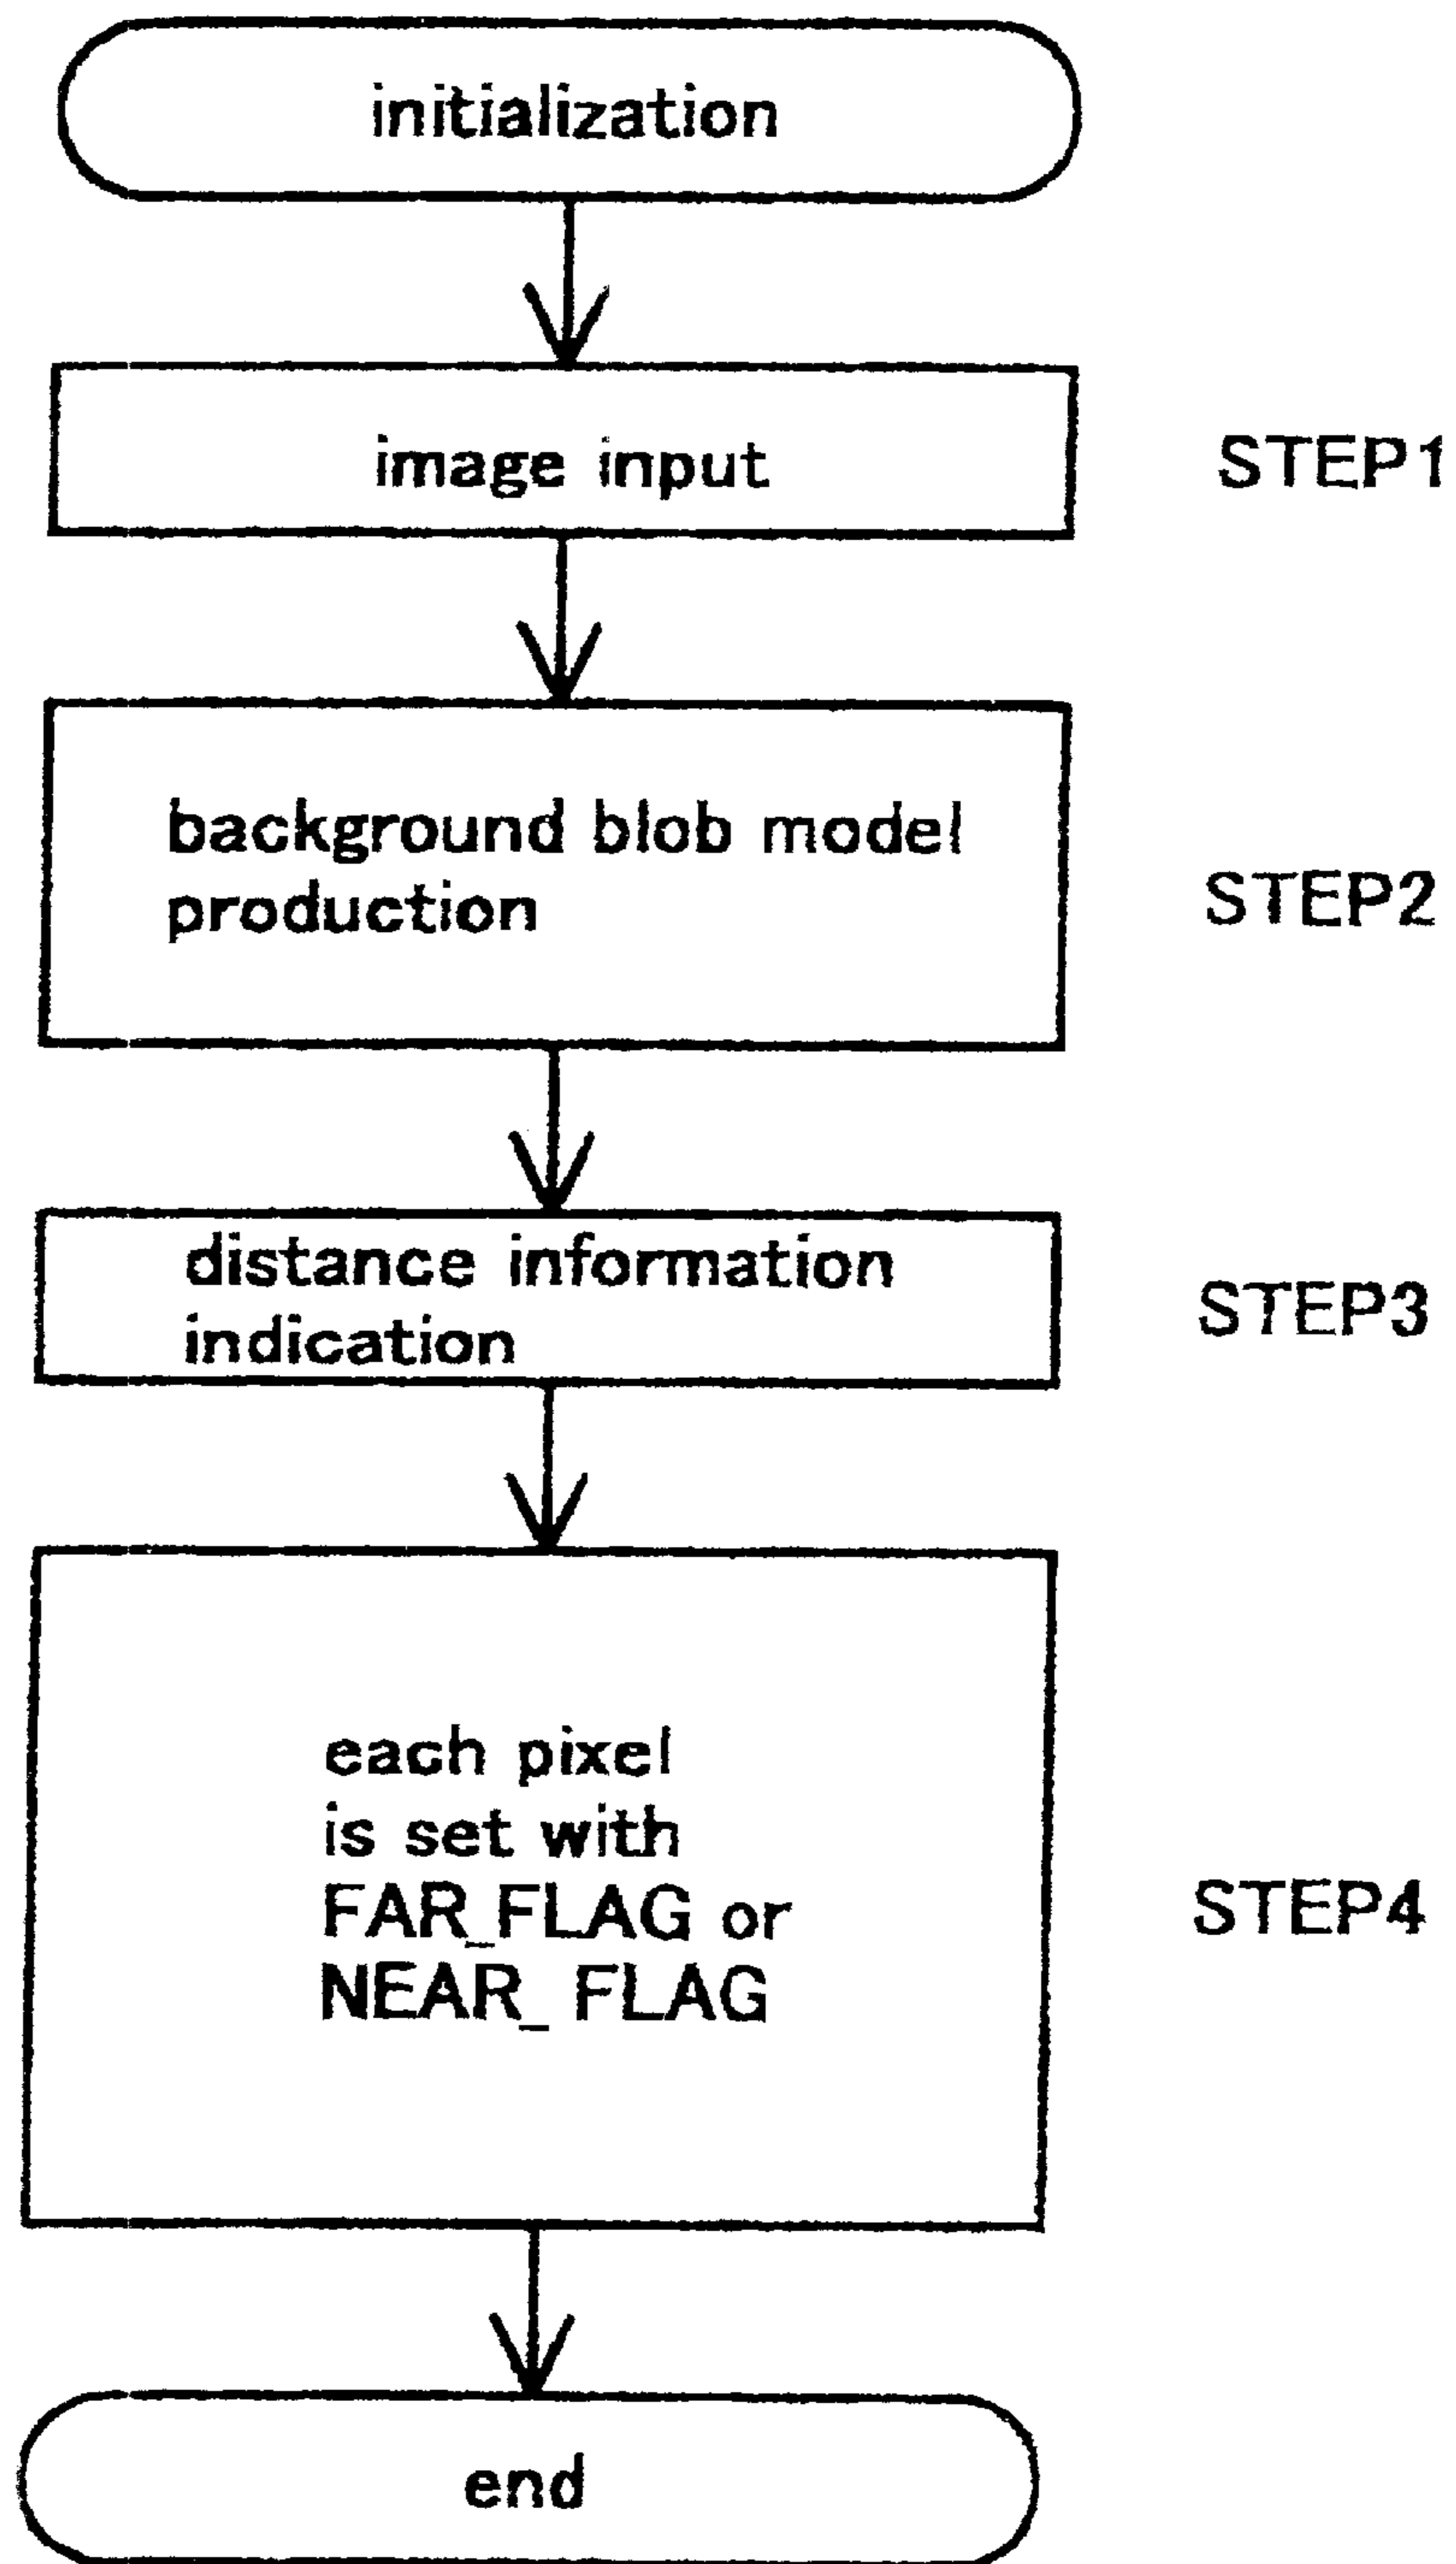 initialization
image input
STEP1
background blob model
production
STEP2
distance information
indication
STEP3
each pixel
is set with
FAR_FLAG or
NEAR_ FLAG
STEP4
end